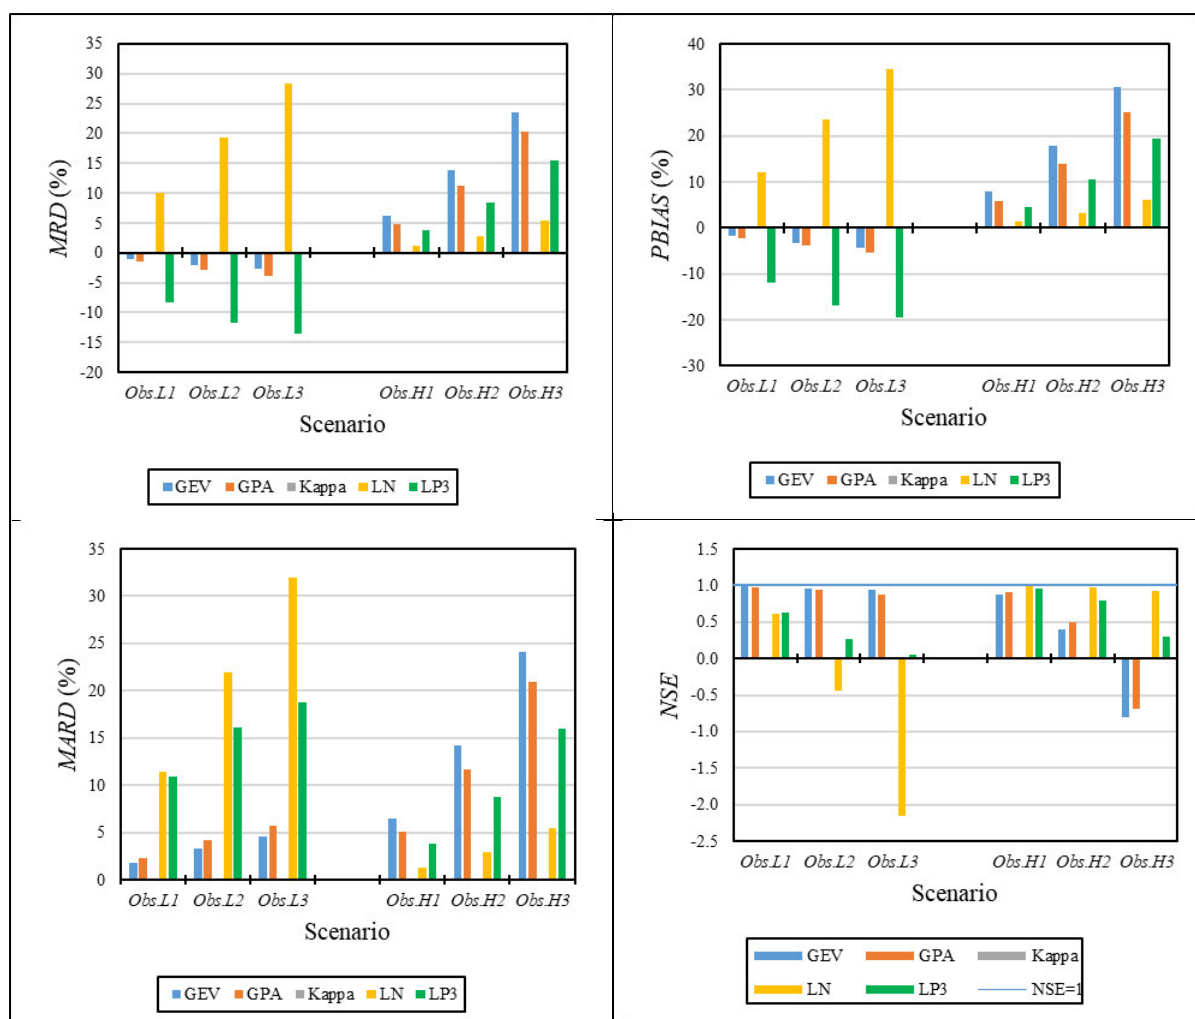 35
30
25
20
15
10
5
0
-5
-10
-15
-20
MRD (%)
Obs.L1 Obs.L2 Obs.L3 Obs.H1 Obs.H2 Obs.H3
Scenario
GEV GPA Kappa LN LP3
40
30
20
10
0
-10
-20
-30
PBIAS (%)
Obs.L1 Obs.L2 Obs.L3 Obs.H1 Obs.H2 Obs.H3
Scenario
GEV GPA Kappa LN LP3
35
30
25
20
15
10
5
0
MARD (%)
Obs.L1 Obs.L2 Obs.L3 Obs.H1 Obs.H2 Obs.H3
Scenario
GEV GPA Kappa LN LP3
1.5
1.0
0.5
0.0
-0.5
-1.0
-1.5
-2.0
-2.5
NSE
Obs.L1 Obs.L2 Obs.L3 Obs.H1 Obs.H2 Obs.H3
Scenario
GEV GPA Kappa
LN LP3 NSE=1